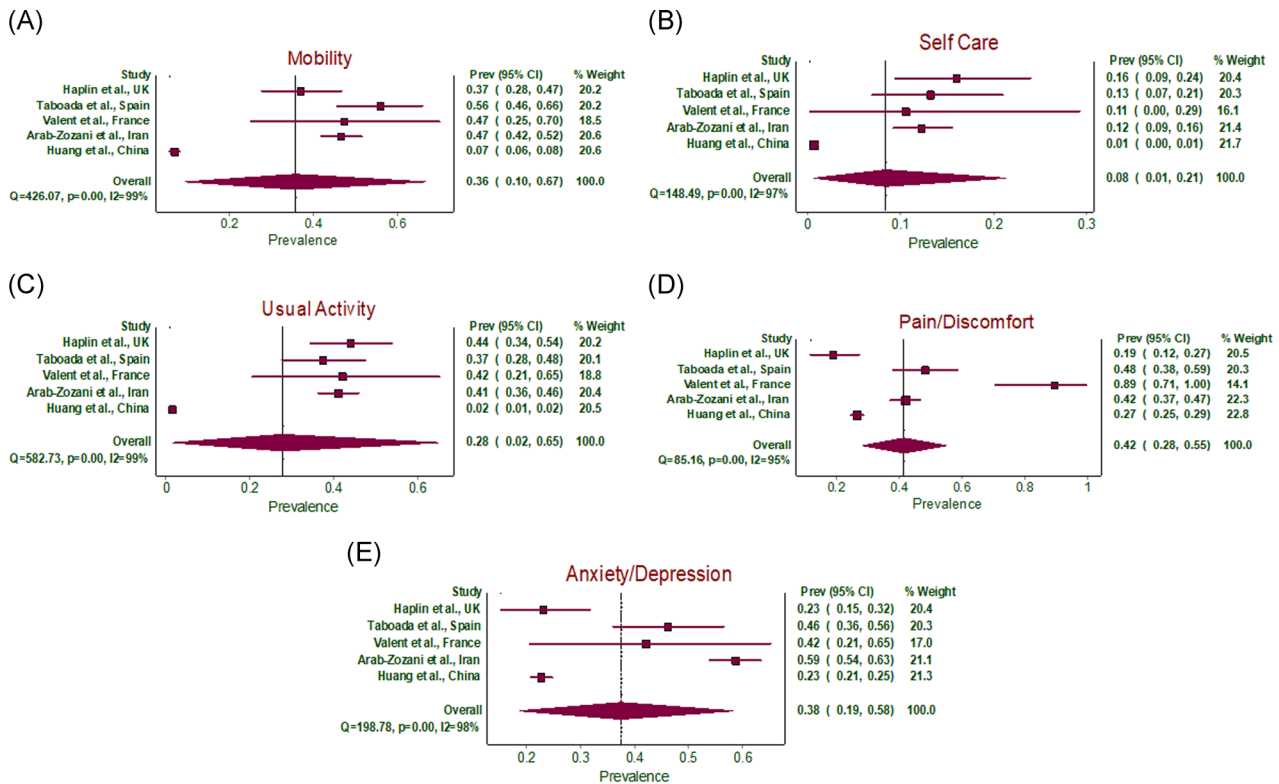 (A)
Mobility
Study Prev (95% CI) % Weight
Haplin et al., UK 0.37 ( 0.28, 0.47) 20.2
Taboada et al., Spain 0.56 ( 0.46, 0.66) 20.2
Valent et al., France 0.47 ( 0.25, 0.70) 18.5
Arab-Zozani et al., Iran 0.47 ( 0.42, 0.52) 20.6
Huang et al., China 0.07 ( 0.06, 0.08) 20.6
Overall 0.36 ( 0.10, 0.67) 100.0
Q=426.07, p=0.00, I2=99%
0.2 0.4 0.6
Prevalence
(B)
Self Care
Study Prev (95% CI) % Weight
Haplin et al., UK 0.16 ( 0.09, 0.24) 20.4
Taboada et al., Spain 0.13 ( 0.07, 0.21) 20.3
Valent et al., France 0.11 ( 0.00, 0.29) 16.1
Arab-Zozani et al., Iran 0.12 ( 0.09, 0.16) 21.4
Huang et al., China 0.01 ( 0.00, 0.01) 21.7
Overall 0.08 ( 0.01, 0.21) 100.0
Q=148.49, p=0.00, I2=97%
0 0.1 0.2 0.3
Prevalence
(C)
Usual Activity
Study Prev (95% CI) % Weight
Haplin et al., UK 0.44 ( 0.34, 0.54) 20.2
Taboada et al., Spain 0.37 ( 0.28, 0.48) 20.1
Valent et al., France 0.42 ( 0.21, 0.65) 18.8
Arab-Zozani et al., Iran 0.41 ( 0.36, 0.46) 20.4
Huang et al., China 0.02 ( 0.01, 0.02) 20.5
Overall 0.28 ( 0.02, 0.65) 100.0
Q=582.73, p=0.00, I2=99%
0 0.2 0.4 0.6
Prevalence
(D)
Pain/Discomfort
Study Prev (95% CI) % Weight
Haplin et al., UK 0.19 ( 0.12, 0.27) 20.5
Taboada et al., Spain 0.48 ( 0.38, 0.59) 20.3
Valent et al., France 0.89 ( 0.71, 1.00) 14.1
Arab-Zozani et al., Iran 0.42 ( 0.37, 0.47) 22.3
Huang et al., China 0.27 ( 0.25, 0.29) 22.8
Overall 0.42 ( 0.28, 0.55) 100.0
Q=85.16, p=0.00, I2=95%
0.2 0.4 0.6 0.8 1
Prevalence
(E)
Anxiety/Depression
Study Prev (95% CI) % Weight
Haplin et al., UK 0.23 ( 0.15, 0.32) 20.4
Taboada et al., Spain 0.46 ( 0.36, 0.56) 20.3
Valent et al., France 0.42 ( 0.21, 0.65) 17.0
Arab-Zozani et al., Iran 0.59 ( 0.54, 0.63) 21.1
Huang et al., China 0.23 ( 0.21, 0.25) 21.3
Overall 0.38 ( 0.19, 0.58) 100.0
Q=198.78, p=0.00, I2=98%
0.2 0.3 0.4 0.5 0.6
Prevalence